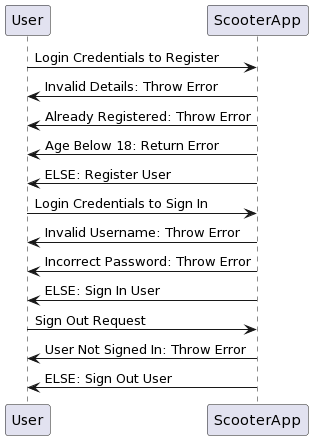 User ScooterApp
Login Credentials to Register
Invalid Details: Throw Error
Already Registered: Throw Error
Age Below 18: Return Error
ELSE: Register User
Login Credentials to Sign In
Invalid Username: Throw Error
Incorrect Password: Throw Error
ELSE: Sign In User
Sign Out Request
User Not Signed In: Throw Error
ELSE: Sign Out User
User ScooterApp